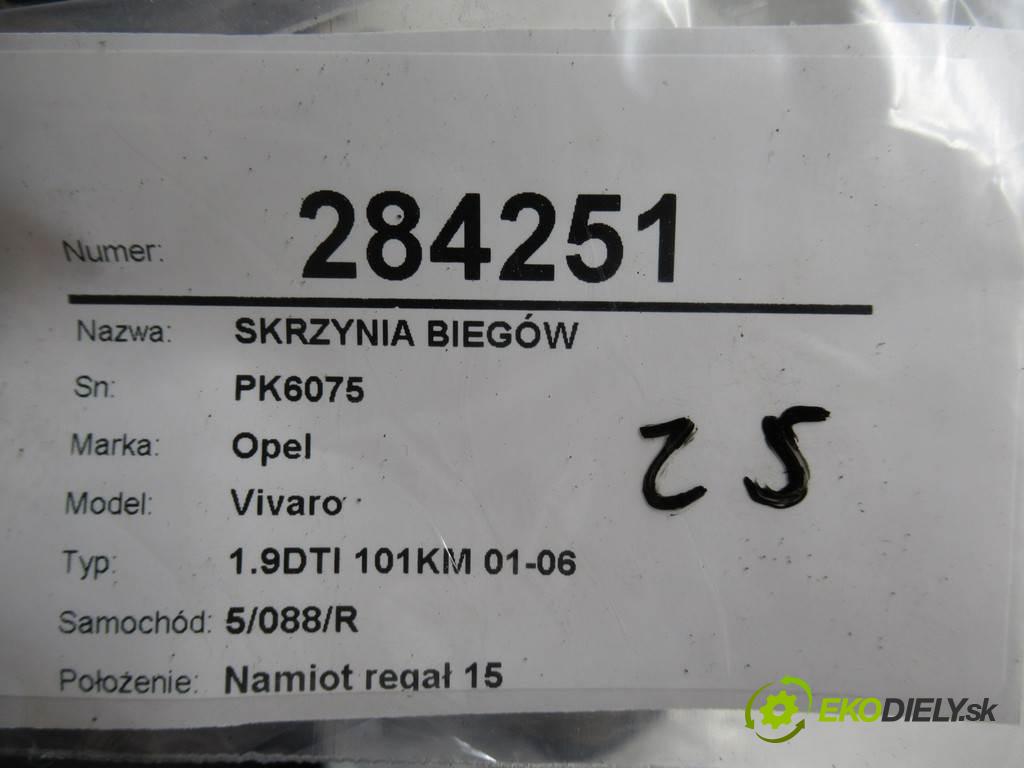 Numer: 284251
Nazwa: SKRZYNIA BIEGÓW
Sn: PK6075
Marka: Opel
Model: Vivaro
Typ: 1.9DTI 101KM 01-06
Samochód: 5/088/R
Położenie: Namiot regał 15
25
EKODIELY.sk